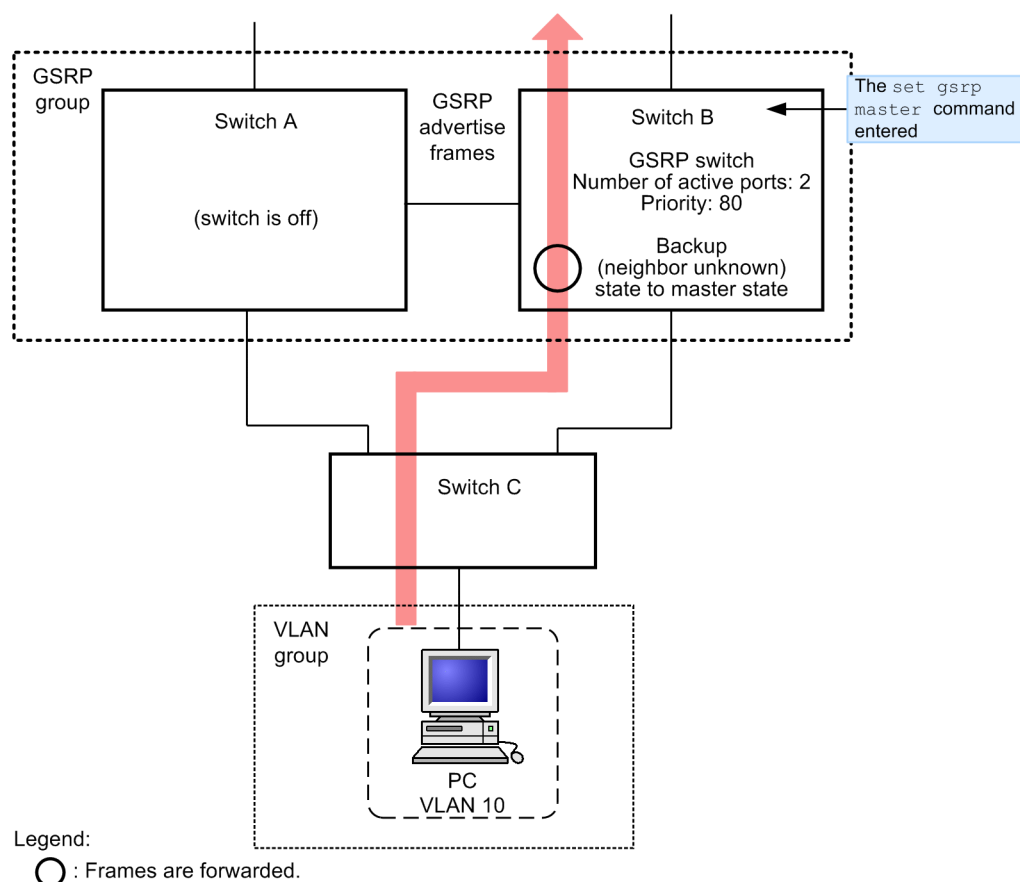 GSRP
group
Switch A
(switch is off)
GSRP
advertise
frames
Switch B
GSRP switch
Number of active ports: 2
Priority: 80
Backup
(neighbor unknown)
state to master state
The set gsrp
master command
entered
Switch C
VLAN
group
PC
VLAN 10
Legend:
: Frames are forwarded.